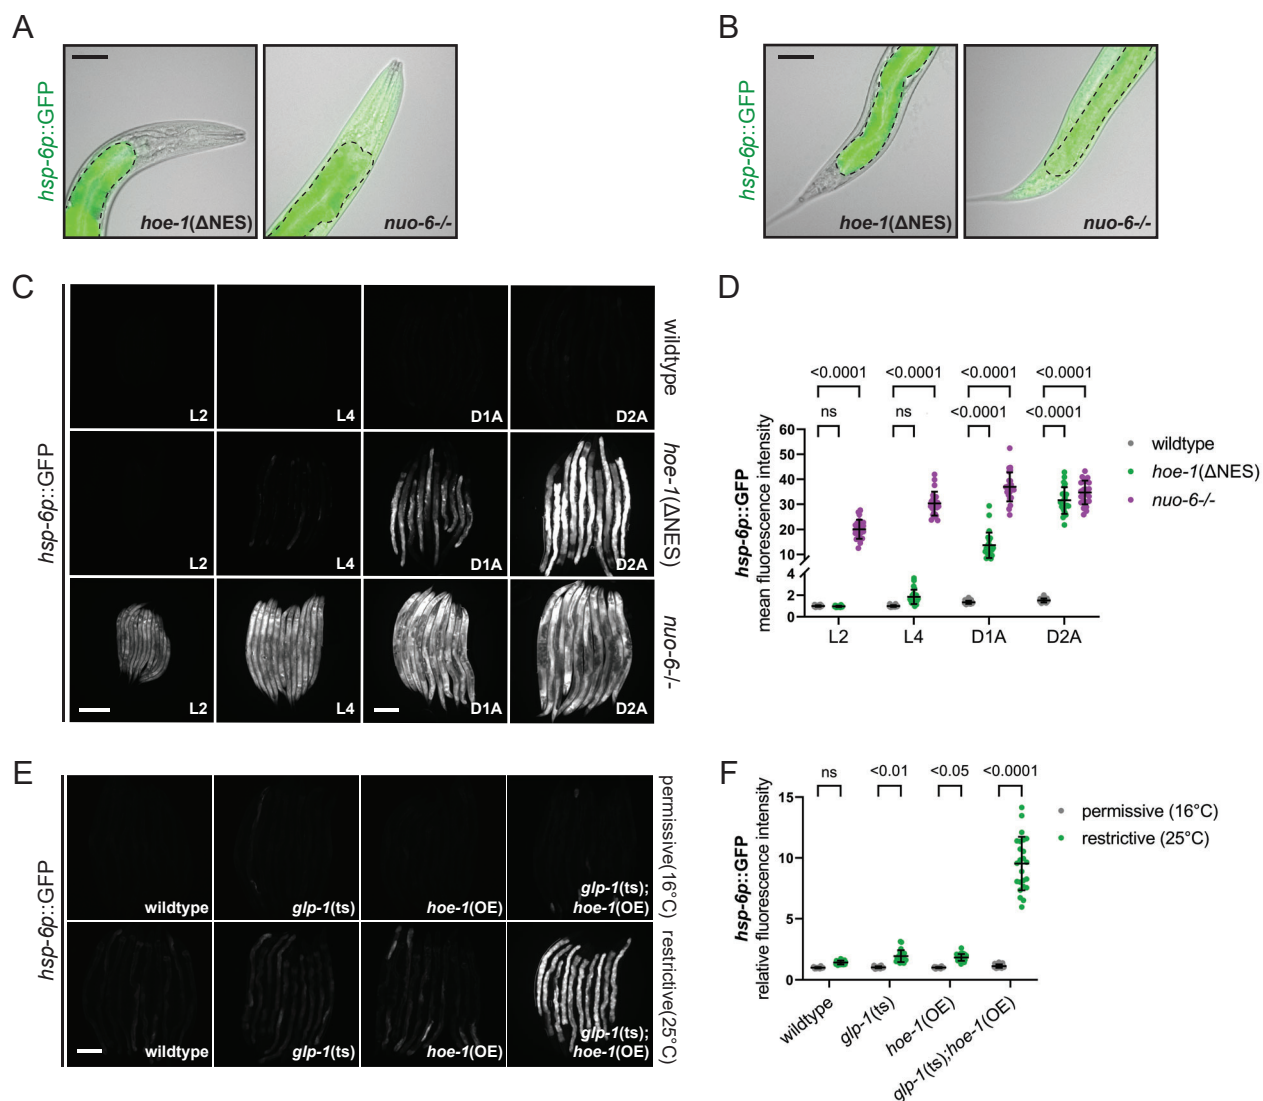 A
hsp-6p::GFP
hoe-1(ΔNES)
nuo-6-/-
B
hsp-6p::GFP
hoe-1(ΔNES)
nuo-6-/-
C
hsp-6p::GFP
L2
L4
D1A
D2A
wildtype
L2
L4
D1A
D2A
hoe-1(ΔNES)
L2
L4
D1A
D2A
nuo-6-/-
D
<0.0001
<0.0001
<0.0001
<0.0001
ns
ns
<0.0001
<0.0001
hsp-6p::GFP
mean fluorescence intensity
60
50
40
30
20
10
4
2
0
L2
L4
D1A
D2A
wildtype
hoe-1(ΔNES)
nuo-6-/-
E
hsp-6p::GFP
wildtype
glp-1(ts)
hoe-1(OE)
glp-1(ts);
hoe-1(OE)
permissive(16°C)
wildtype
glp-1(ts)
hoe-1(OE)
glp-1(ts);
hoe-1(OE)
restrictive(25°C)
F
ns
<0.01
<0.05
<0.0001
hsp-6p::GFP
relative fluorescence intensity
15
10
5
0
wildtype
glp-1(ts)
hoe-1(OE)
glp-1(ts);hoe-1(OE)
permissive (16°C)
restrictive (25°C)